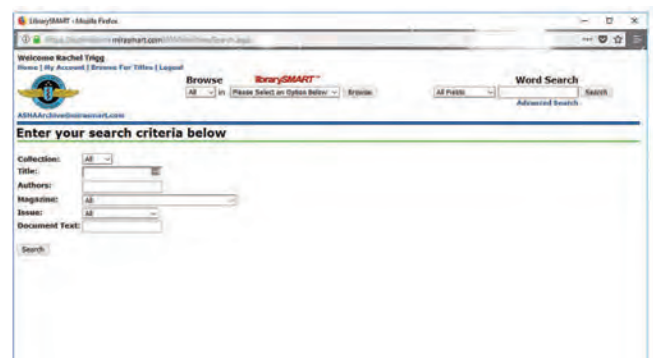 LibrarySMART - Mozilla Firefox
mirasmart.com
Welcome Rachel Trigg
Home | My Account | Browse For Titles | Logout
Browse librarySMART™ Word Search
All in Please Select an Option Below Browse All Fields Search
Advanced Search
ASHAArchive@mirasmart.com
Enter your search criteria below
Collection: All
Title:
Authors:
Magazine: All
Issue: All
Document Text:
Search